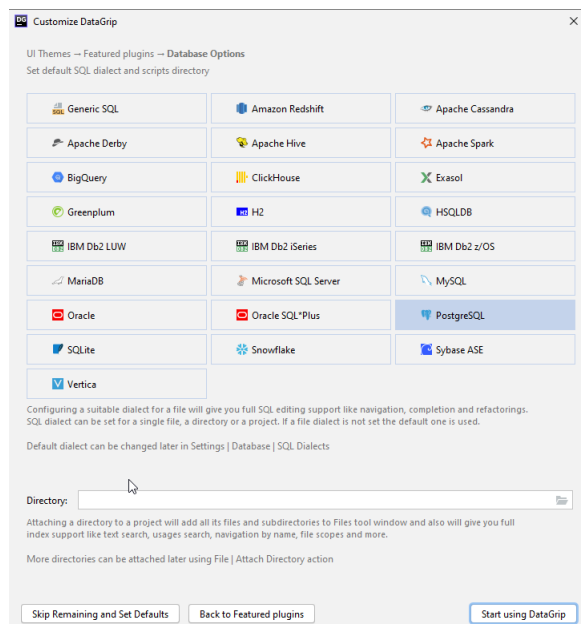 DG Customize DataGrip
UI Themes → Featured plugins → Database Options
Set default SQL dialect and scripts directory
SQL Generic SQL Amazon Redshift Apache Cassandra
Apache Derby Apache Hive Apache Spark
BigQuery ClickHouse Exasol
Greenplum H2 H2 HSQLDB
IBM Db2 LUW IBM Db2 iSeries IBM Db2 z/OS
MariaDB Microsoft SQL Server MySQL
Oracle Oracle SQL*Plus PostgreSQL
SQLite Snowflake Sybase ASE
V Vertica
Configuring a suitable dialect for a file will give you full SQL editing support like navigation, completion and refactorings.
SQL dialect can be set for a single file, a directory or a project. If a file dialect is not set the default one is used.
Default dialect can be changed later in Settings | Database | SQL Dialects
Directory:
Attaching a directory to a project will add all its files and subdirectories to Files tool window and also will give you full
index support like text search, usages search, navigation by name, file scopes and more.
More directories can be attached later using File | Attach Directory action
Skip Remaining and Set Defaults Back to Featured plugins Start using DataGrip